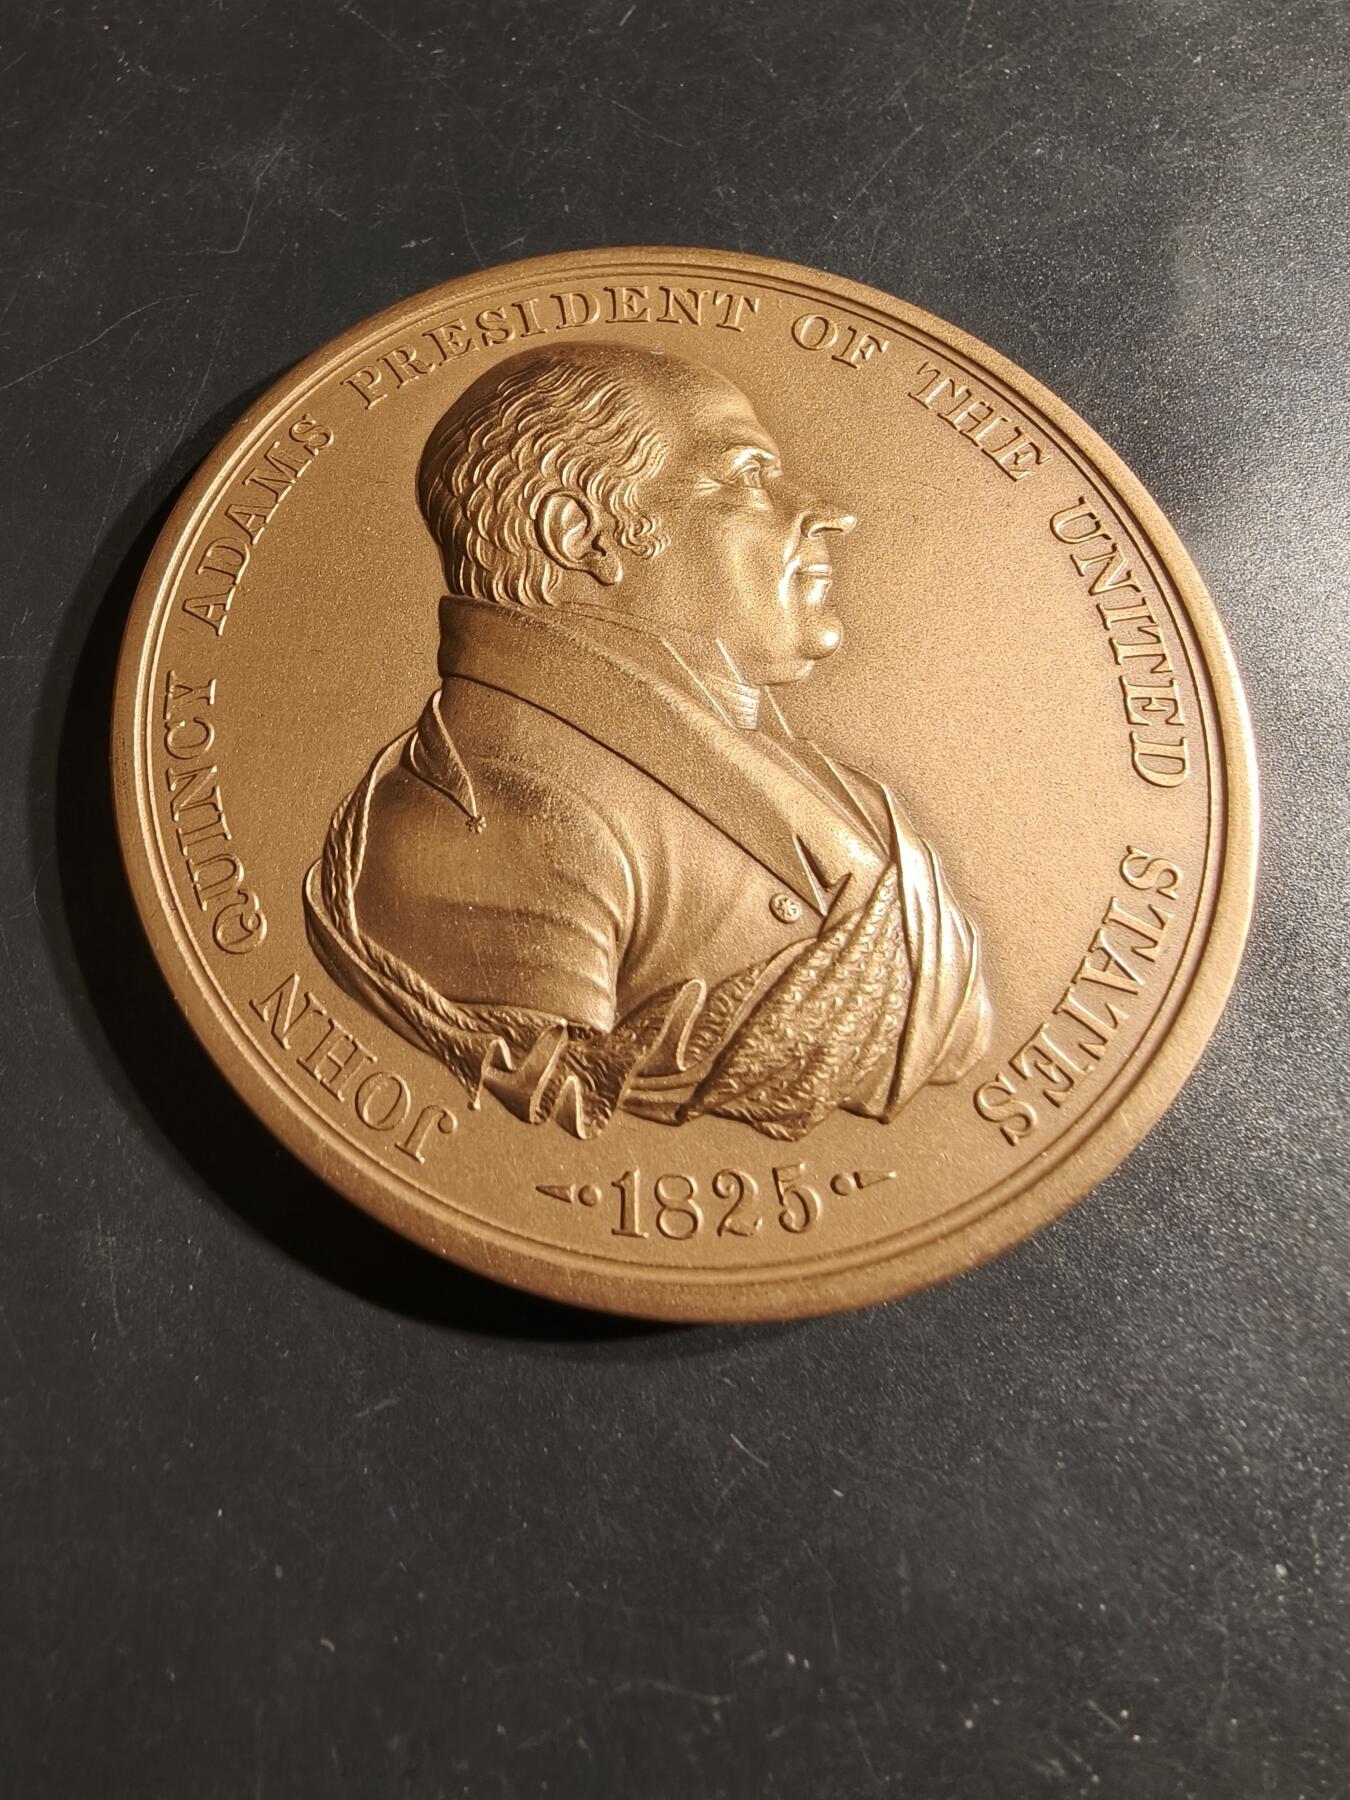 JOHN QUINCY ADAMS PRESIDENT OF THE UNITED STATES
1825